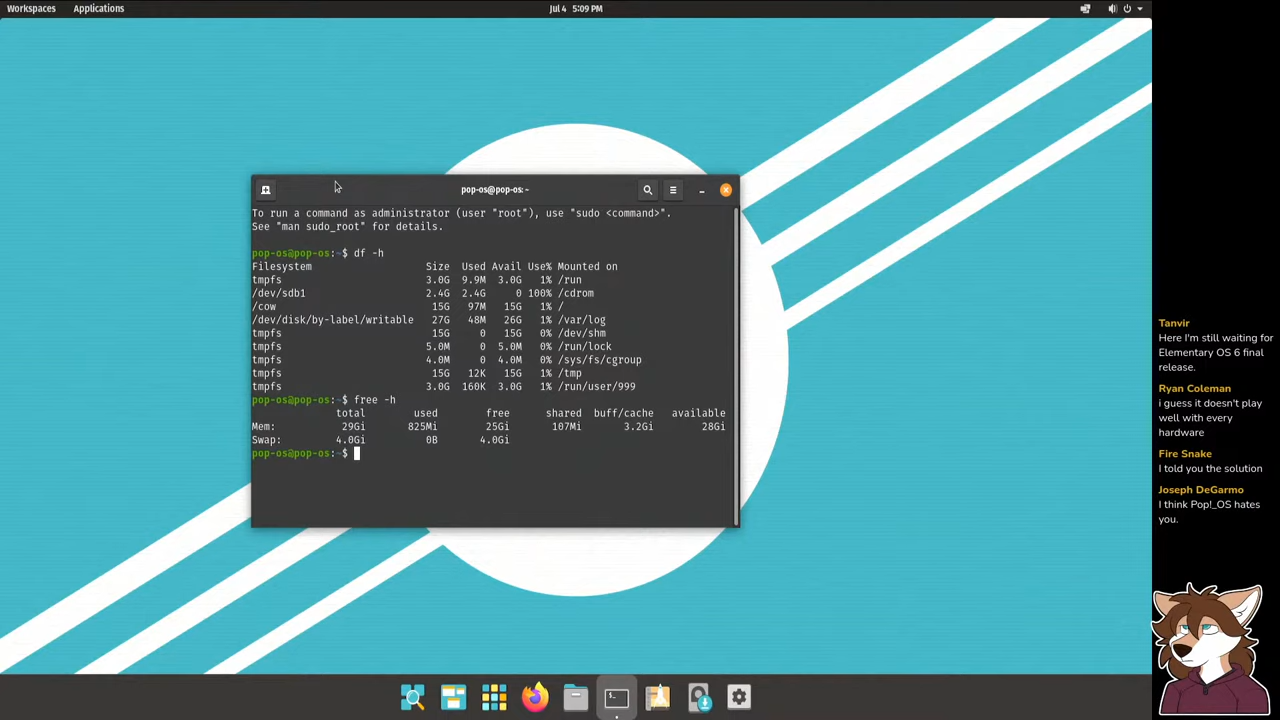 Workspaces Applications Jul 4 5:09 PM
pop-os@pop-os: ~
To run a command as administrator (user "root"), use "sudo <command>".
See "man sudo_root" for details.
pop-os@pop-os:~$ df -h
Filesystem Size Used Avail Use% Mounted on
tmpfs 3.0G 9.9M 3.0G 1% /run
/dev/sdb1 2.4G 2.4G 0 100% /cdrom
/cow 15G 97M 15G 1% /
/dev/disk/by-label/writable 27G 48M 26G 1% /var/log
tmpfs 15G 0 15G 0% /dev/shm
tmpfs 5.0M 0 5.0M 0% /run/lock
tmpfs 4.0M 0 4.0M 0% /sys/fs/cgroup
tmpfs 15G 12K 15G 1% /tmp
tmpfs 3.0G 160K 3.0G 1% /run/user/999
pop-os@pop-os:~$ free -h
total used free shared buff/cache available
Mem: 29Gi 825Mi 25Gi 107Mi 3.2Gi 28Gi
Swap: 4.0Gi 0B 4.0Gi
pop-os@pop-os:~$
Tanvir
Here I'm still waiting for
Elementary OS 6 final
release.
Ryan Coleman
i guess it doesn't play
well with every
hardware
Fire Snake
I told you the solution
Joseph DeGarmo
I think Pop!_OS hates
you.